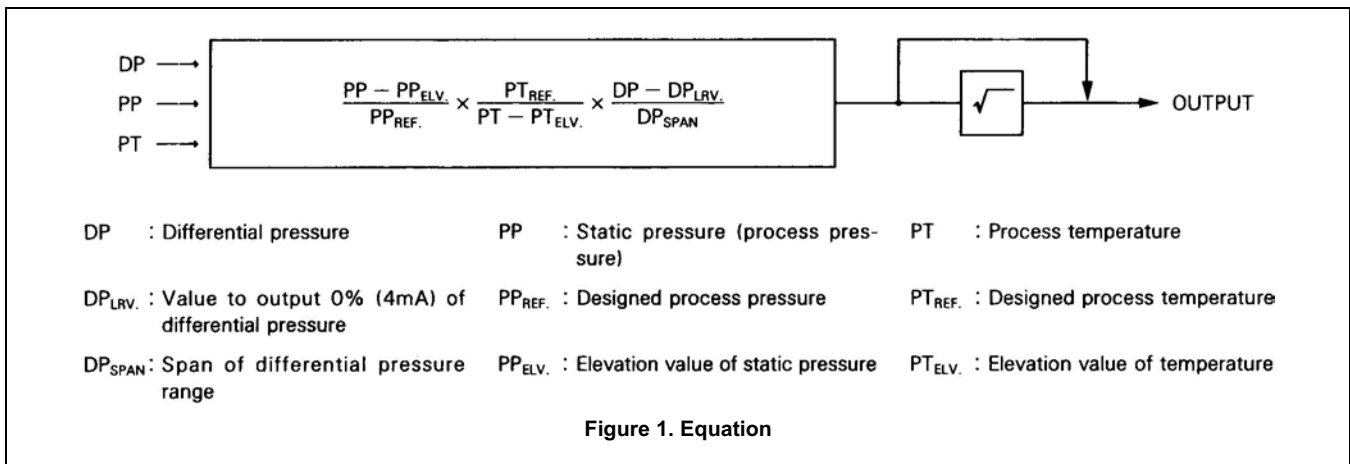 DP
PP
PT
PP − PP_ELV. / PP_REF. × PT_REF. / PT − PT_ELV. × DP − DP_LRV. / DP_SPAN
√
OUTPUT
DP : Differential pressure
PP : Static pressure (process pres-
sure)
PT : Process temperature
DP_LRV. : Value to output 0% (4mA) of
differential pressure
PP_REF. : Designed process pressure
PT_REF. : Designed process temperature
DP_SPAN : Span of differential pressure
range
PP_ELV. : Elevation value of static pressure
PT_ELV. : Elevation value of temperature
Figure 1. Equation